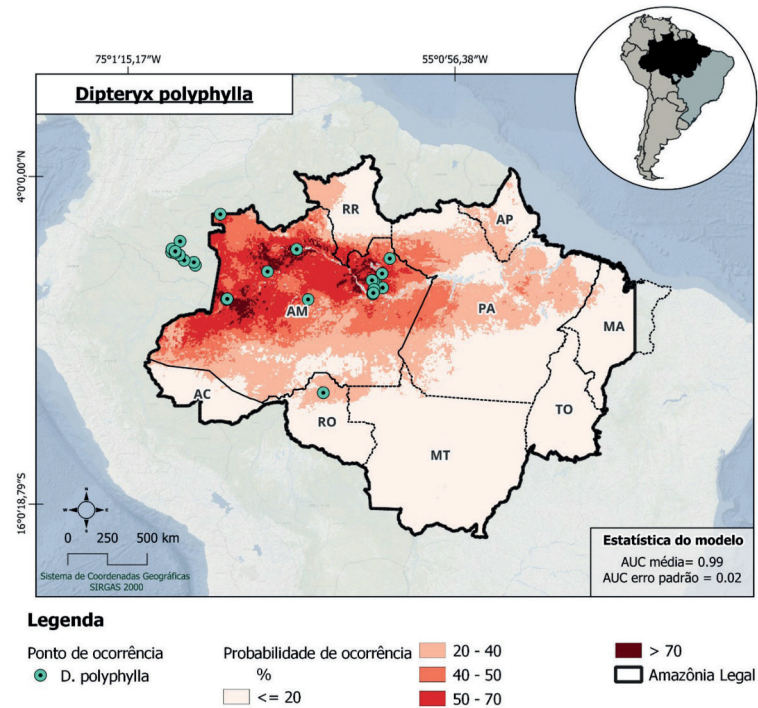 75°1'15,17"W
55°0'56,38"W
Dipteryx polyphylla
4°0'0,00"N
RR
AP
AM
PA
MA
AC
RO
TO
MT
16°0'18,79"S
N
W
E
S
0 250 500 km
Sistema de Coordenadas Geográficas
SIRGAS 2000
Estatística do modelo
AUC média= 0.99
AUC erro padrão = 0.02
Legenda
Ponto de ocorrência
D. polyphylla
Probabilidade de ocorrência
%
<= 20
20 - 40
40 - 50
50 - 70
> 70
Amazônia Legal